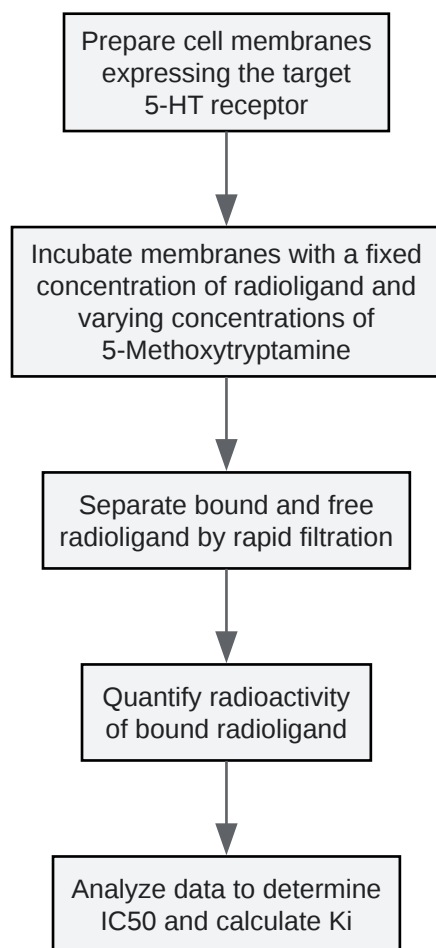 Prepare cell membranes
expressing the target
5-HT receptor
Incubate membranes with a fixed
concentration of radioligand and
varying concentrations of
5-Methoxytryptamine
Separate bound and free
radioligand by rapid filtration
Quantify radioactivity
of bound radioligand
Analyze data to determine
IC50 and calculate Ki